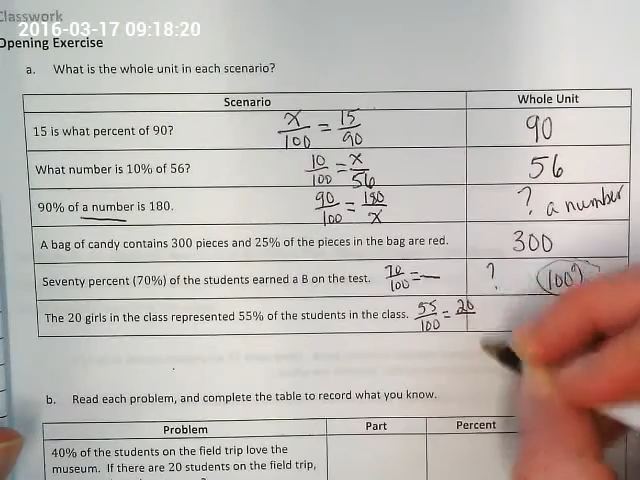 Classwork
2016-03-17 09:18:20
Opening Exercise
a. What is the whole unit in each scenario?
Scenario Whole Unit
15 is what percent of 90? x/100 = 15/90 90
What number is 10% of 56? 10/100 = x/56 56
90% of a number is 180. 90/100 = 180/x ? a number
A bag of candy contains 300 pieces and 25% of the pieces in the bag are red. 300
Seventy percent (70%) of the students earned a B on the test. 70/100 = — ? 100?
The 20 girls in the class represented 55% of the students in the class. 55/100 = 20
b. Read each problem, and complete the table to record what you know.
Problem Part Percent
40% of the students on the field trip love the
museum. If there are 20 students on the field trip,